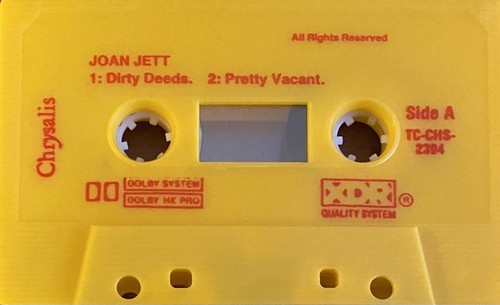 All Rights Reserved
JOAN JETT
1: Dirty Deeds. 2: Pretty Vacant.
Chrysalis
Side A
TC-CHS-
2394
DOLBY SYSTEM
DOLBY HX PRO
XDR®
QUALITY SYSTEM